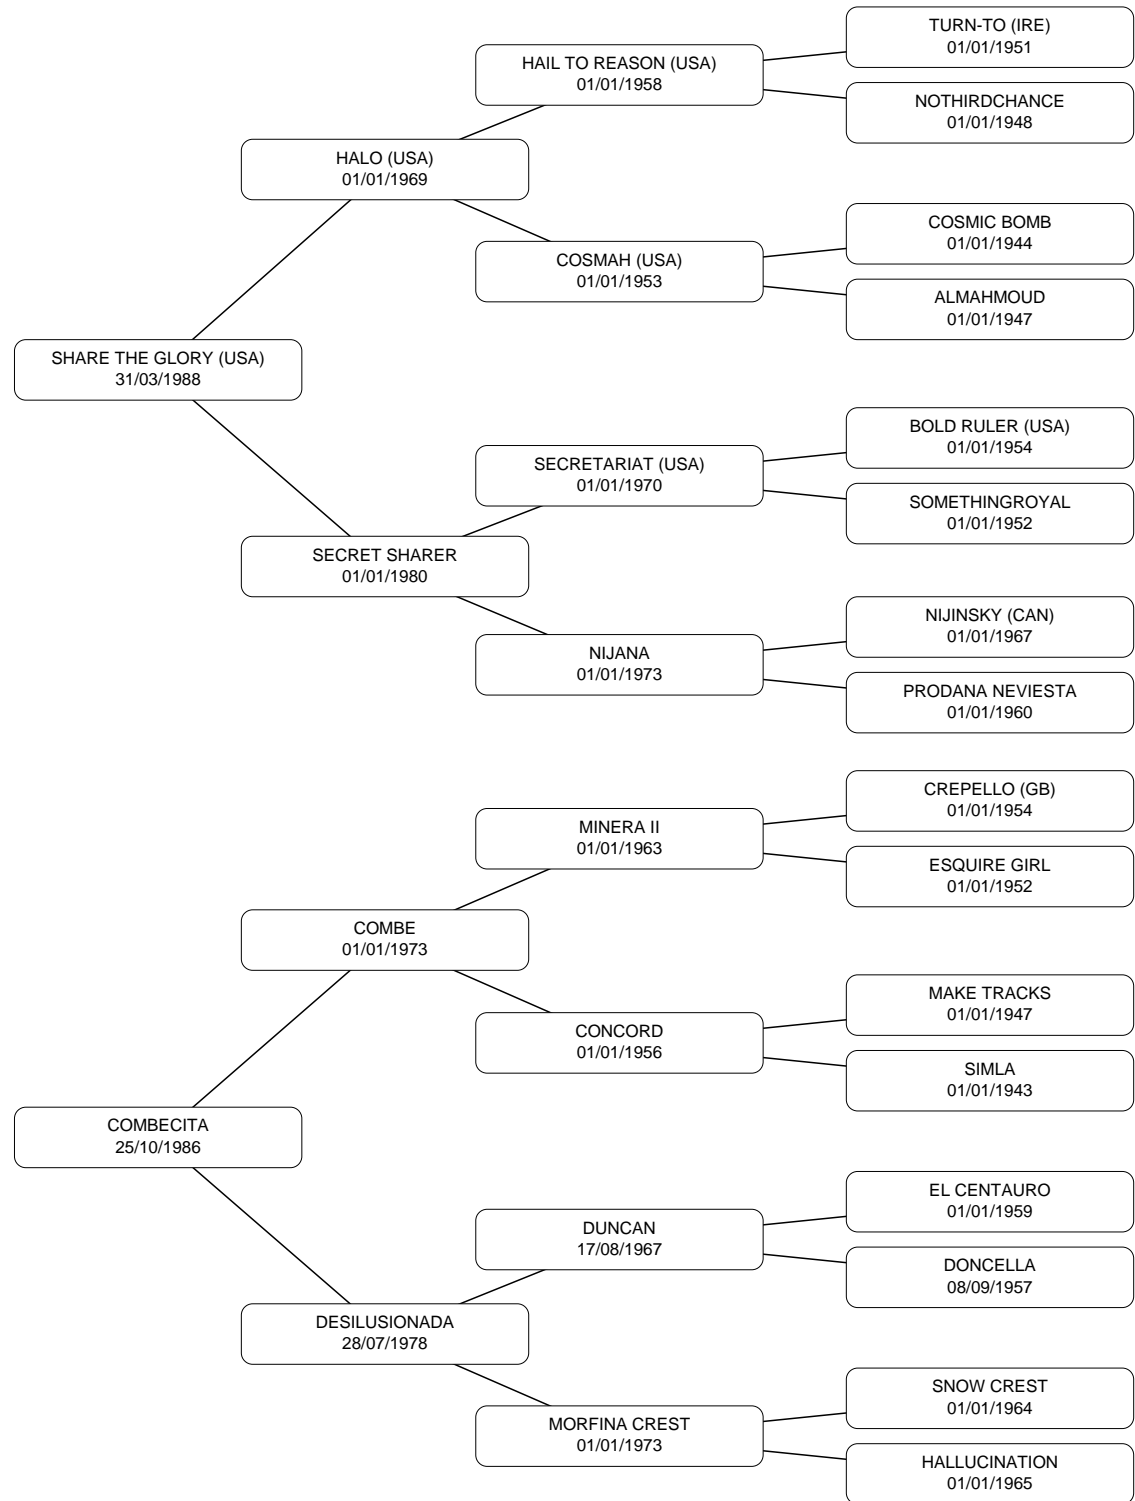 TURN-TO (IRE)
01/01/1951
HAIL TO REASON (USA)
01/01/1958
NOTHIRDCHANCE
01/01/1948
HALO (USA)
01/01/1969
COSMIC BOMB
01/01/1944
COSMAH (USA)
01/01/1953
ALMAHMOUD
01/01/1947
SHARE THE GLORY (USA)
31/03/1988
BOLD RULER (USA)
01/01/1954
SECRETARIAT (USA)
01/01/1970
SOMETHINGROYAL
01/01/1952
SECRET SHARER
01/01/1980
NIJINSKY (CAN)
01/01/1967
NIJANA
01/01/1973
PRODANA NEVIESTA
01/01/1960
CREPELLO (GB)
01/01/1954
MINERA II
01/01/1963
ESQUIRE GIRL
01/01/1952
COMBE
01/01/1973
MAKE TRACKS
01/01/1947
CONCORD
01/01/1956
SIMLA
01/01/1943
COMBECITA
25/10/1986
EL CENTAURO
01/01/1959
DUNCAN
17/08/1967
DONCELLA
08/09/1957
DESILUSIONADA
28/07/1978
SNOW CREST
01/01/1964
MORFINA CREST
01/01/1973
HALLUCINATION
01/01/1965